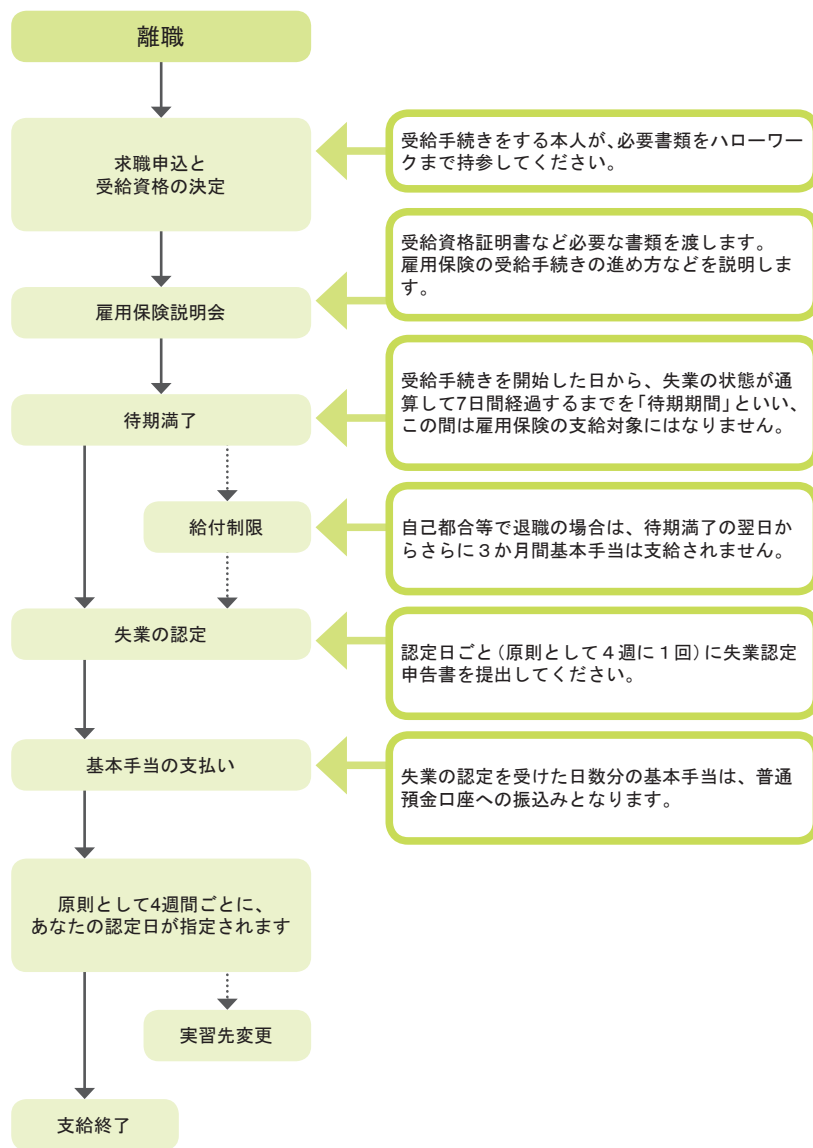 離職
求職申込と
受給資格の決定
受給手続きをする本人が、必要書類をハローワー
クまで持参してください。
受給資格証明書など必要な書類を渡します。
雇用保険の受給手続きの進め方などを説明しま
す。
雇用保険説明会
受給手続きを開始した日から、失業の状態が通
算して7日間経過するまでを「待期期間」といい、
この間は雇用保険の支給対象にはなりません。
待期満了
給付制限
自己都合等で退職の場合は、待期満了の翌日か
らさらに３か月間基本手当は支給されません。
失業の認定
認定日ごと（原則として４週に１回）に失業認定
申告書を提出してください。
基本手当の支払い
失業の認定を受けた日数分の基本手当は、普通
預金口座への振込みとなります。
原則として4週間ごとに、
あなたの認定日が指定されます
実習先変更
支給終了